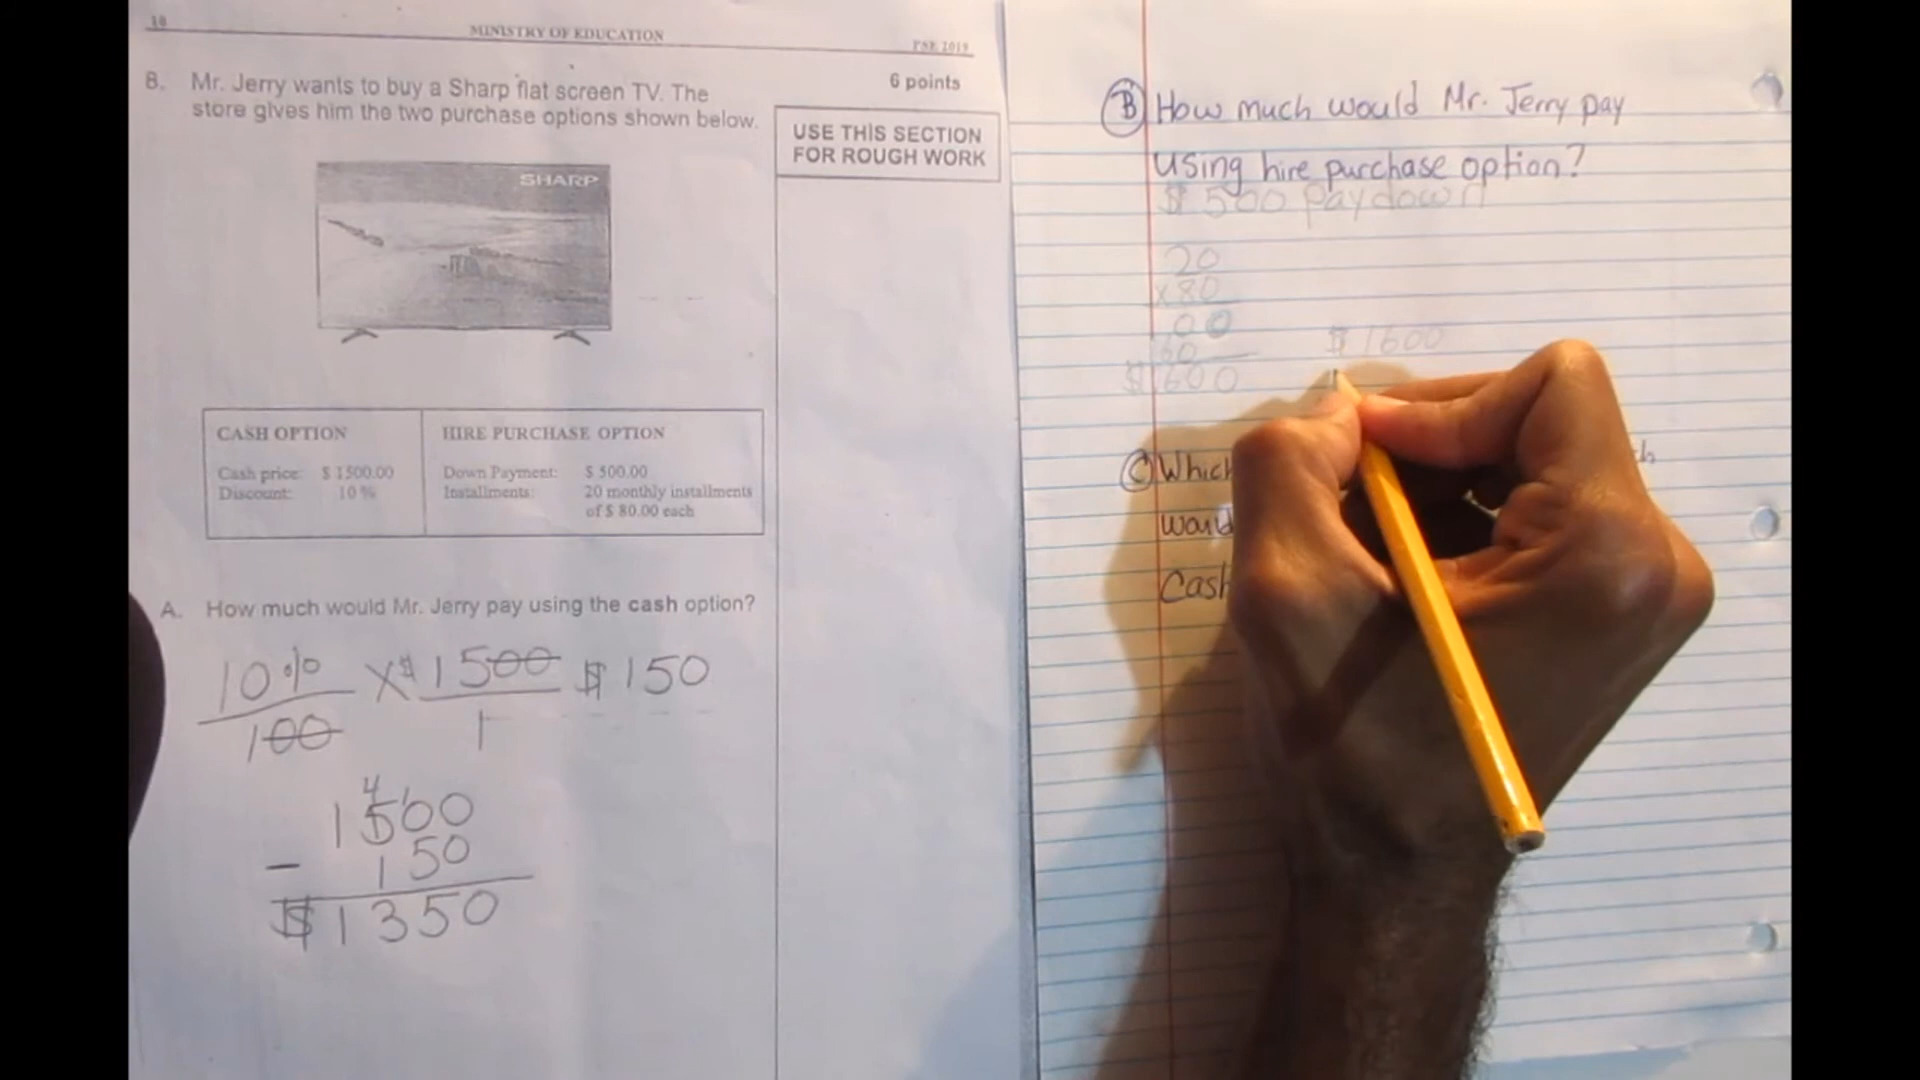 10
MINISTRY OF EDUCATION
PSE 2019
8. Mr. Jerry wants to buy a Sharp flat screen TV. The
store gives him the two purchase options shown below.
6 points
USE THIS SECTION
FOR ROUGH WORK
SHARP
CASH OPTION
Cash price: $ 1500.00
Discount: 10 %
HIRE PURCHASE OPTION
Down Payment: $ 500.00
Installments: 20 monthly installments
of $ 80.00 each
A. How much would Mr. Jerry pay using the cash option?
10% X $1500 $150
100 1
4 1
1500
- 150
$1350
B How much would Mr. Jerry pay
using hire purchase option?
$500 Pay down
20
x80
00
60
$1600
$1600
C Which
would
Cash